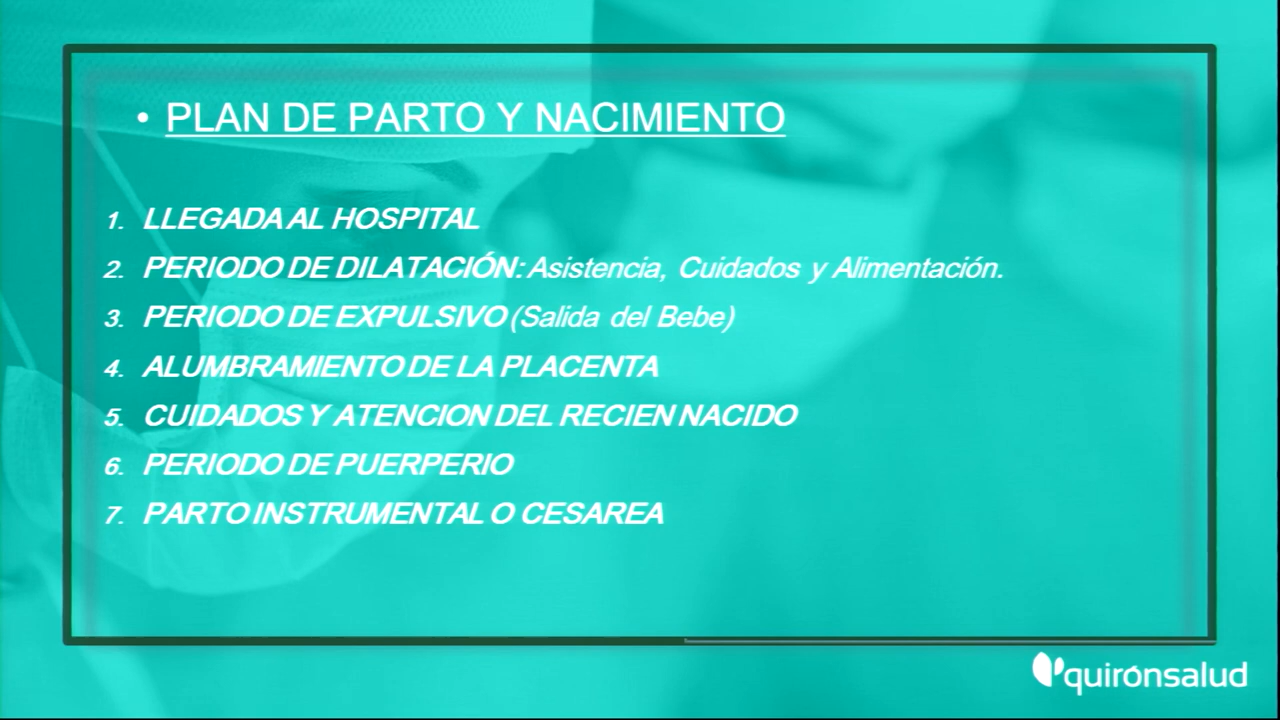 • PLAN DE PARTO Y NACIMIENTO
1. LLEGADA AL HOSPITAL
2. PERIODO DE DILATACIÓN: Asistencia, Cuidados y Alimentación.
3. PERIODO DE EXPULSIVO (Salida del Bebe)
4. ALUMBRAMIENTO DE LA PLACENTA
5. CUIDADOS Y ATENCION DEL RECIEN NACIDO
6. PERIODO DE PUERPERIO
7. PARTO INSTRUMENTAL O CESAREA
quirónsalud